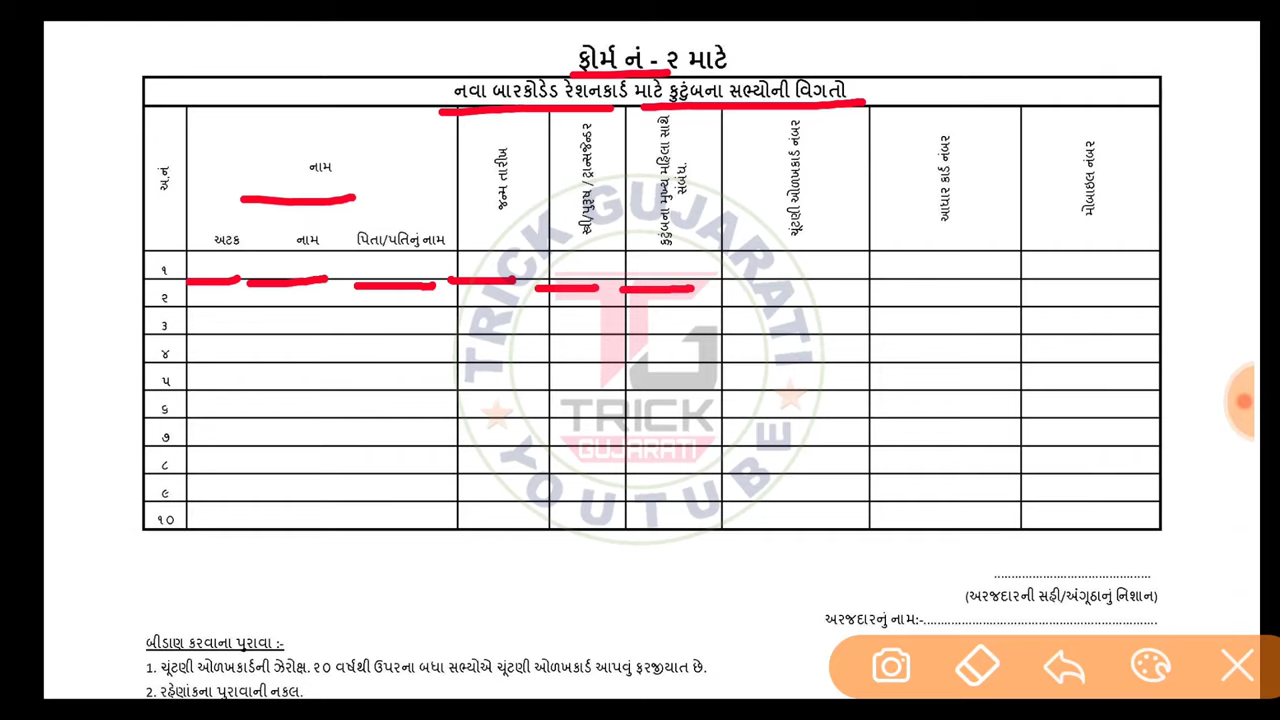 ફોર્મ નં - ૨ માટે
નવા બારકોડેડ રેશનકાર્ડ માટે કુટુંબના સભ્યોની વિગતો
અ.નં
નામ
અટક નામ પિતા/પતિનું નામ
જન્મ તારીખ
સ્ત્રી/પુરુષ / ટ્રાન્સજેન્ડર
કુટુંબના મુખ્ય મહિલા સાથે
સંબંધ.
ચૂંટણી ઓળખકાર્ડ નંબર
આધાર કાર્ડ નંબર
મોબાઇલ નંબર
૧
૨
૩
૪
૫
૬
૭
૮
૯
૧૦
TRICK GUJARATI
TJ
TRICK
GUJARATI
YOUTUBE
(અરજદારની સહી/અંગૂઠાનું નિશાન)
અરજદારનું નામ:-
બીડાણ કરવાના પુરાવા :-
1. ચૂંટણી ઓળખકાર્ડની ઝેરોક્ષ. ૨૦ વર્ષથી ઉપરના બધા સભ્યોએ ચૂંટણી ઓળખકાર્ડ આપવું ફરજીયાત છે.
2. રહેણાંકના પુરાવાની નકલ.